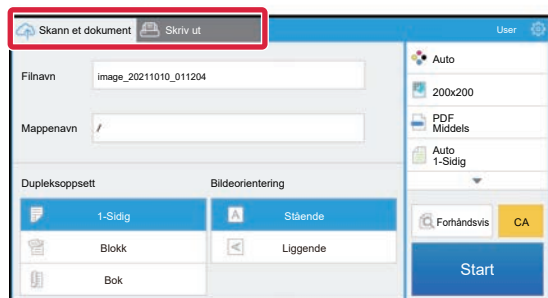 Skann et dokument Skriv ut User
Filnavn image_20211010_011204
Mappenavn /
Dupleksoppsett Bildeorientering
1-Sidig A Stående
Blokk A Liggende
Bok
Auto
200x200
PDF
Middels
Auto
1-Sidig
Forhåndsvis CA
Start